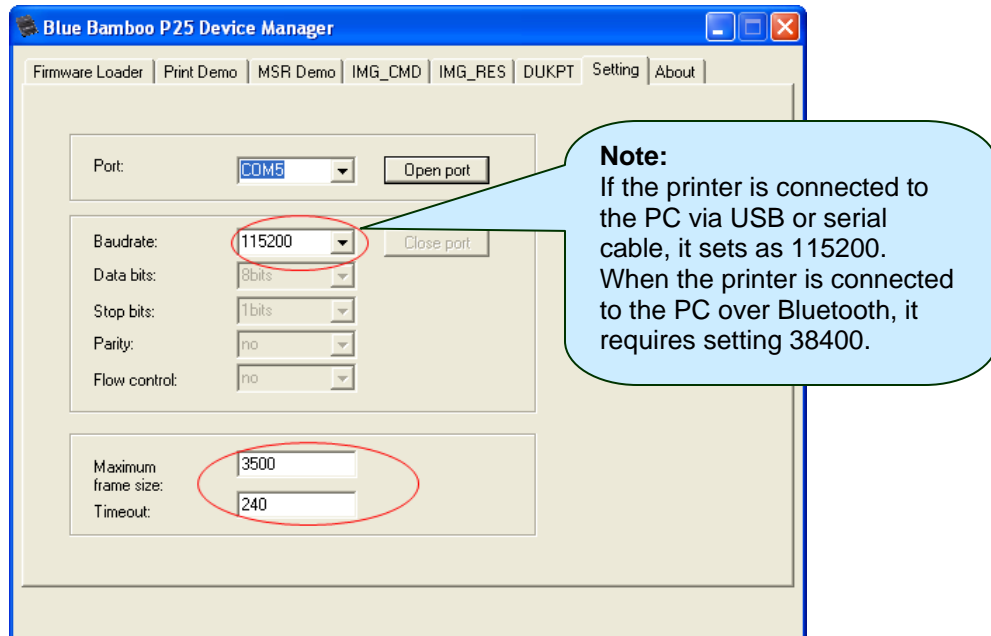 Blue Bamboo P25 Device Manager
Firmware Loader Print Demo MSR Demo IMG_CMD IMG_RES DUKPT Setting About
Port: COM5 Open port
Baudrate: 115200 Close port
Data bits: 8bits
Stop bits: 1bits
Parity: no
Flow control: no
Maximum
frame size: 3500
Timeout: 240
Note:
If the printer is connected to
the PC via USB or serial
cable, it sets as 115200.
When the printer is connected
to the PC over Bluetooth, it
requires setting 38400.